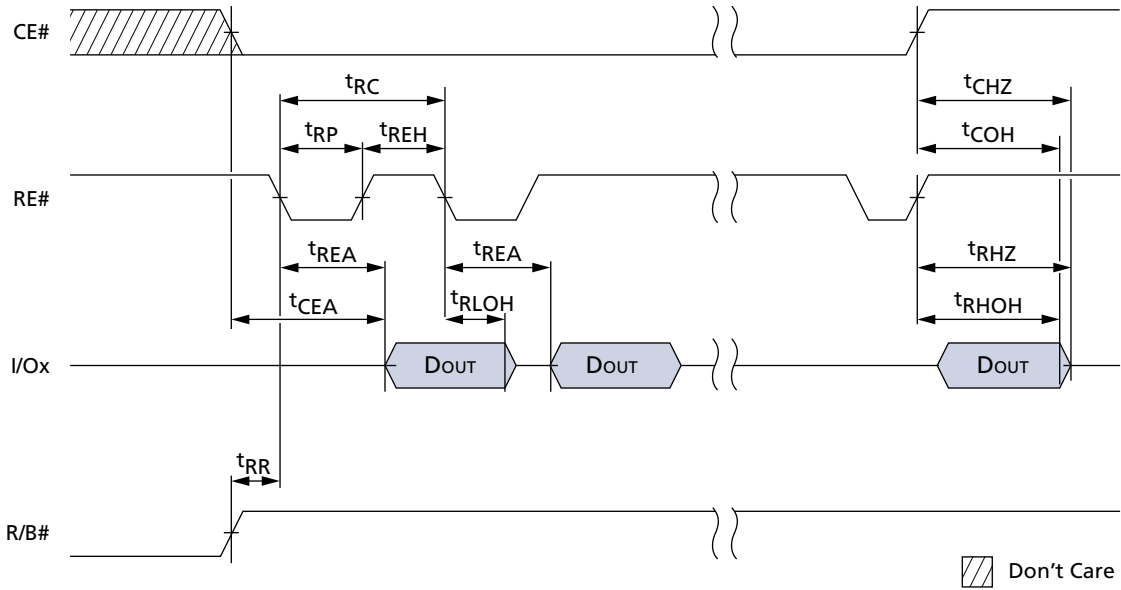 CE#
tRC
tCHZ
tRP
tREH
tCOH
RE#
tREA
tREA
tRHZ
tCEA
tRLOH
tRHOH
I/Ox
DOUT
DOUT
DOUT
tRR
R/B#
Don't Care